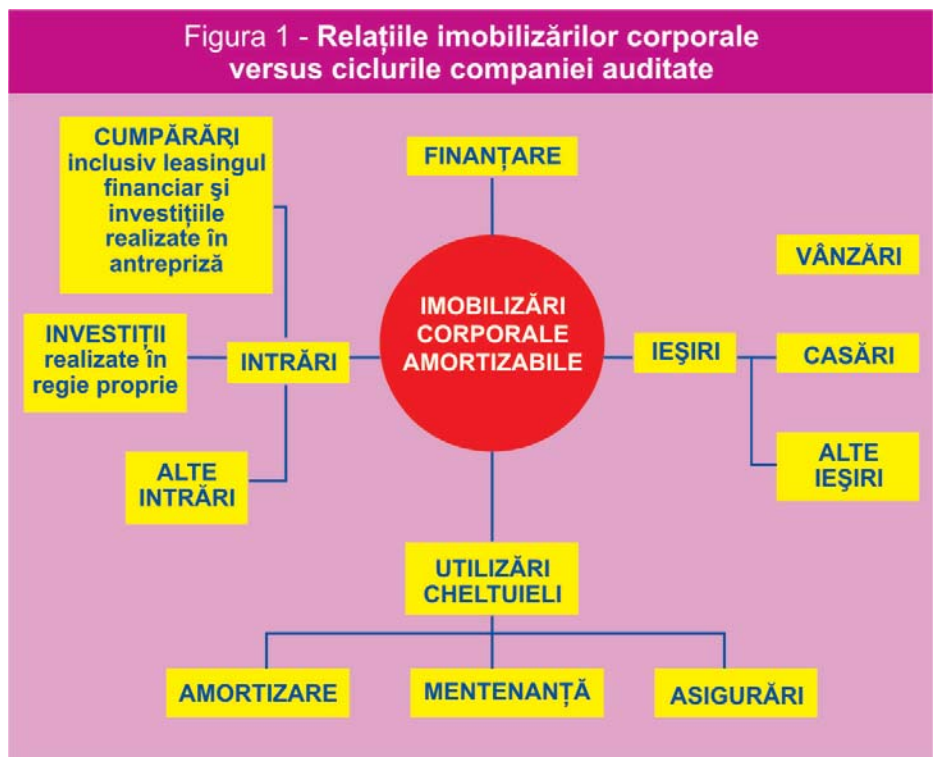 Figura 1 - Relațiile imobilizărilor corporale
versus ciclurile companiei auditate
CUMPĂRĂŢI
inclusiv leasingul
financiar şi
investițiile
realizate în
antrepriză
FINANȚARE
VÂNZĂRI
IMOBILIZĂRI
CORPORALE
AMORTIZABILE
INVESTIȚII
realizate în
regie proprie
INTRĂRI
IEŞIRI
CASĂRI
ALTE
INTRĂRI
ALTE
IEŞIRI
UTILIZĂRI
CHELTUIELI
AMORTIZARE
MENTENANȚĂ
ASIGURĂRI